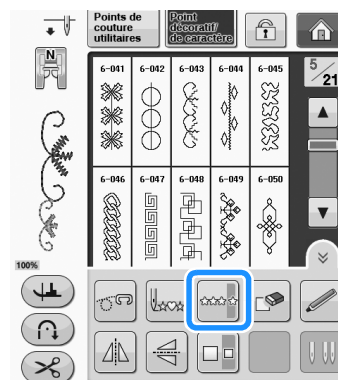 Points de
couture
utilitaires
Point
décoratif/
de caractère
N
5
21
6-041 6-042 6-043 6-044 6-045
6-046 6-047 6-048 6-049 6-050
100%